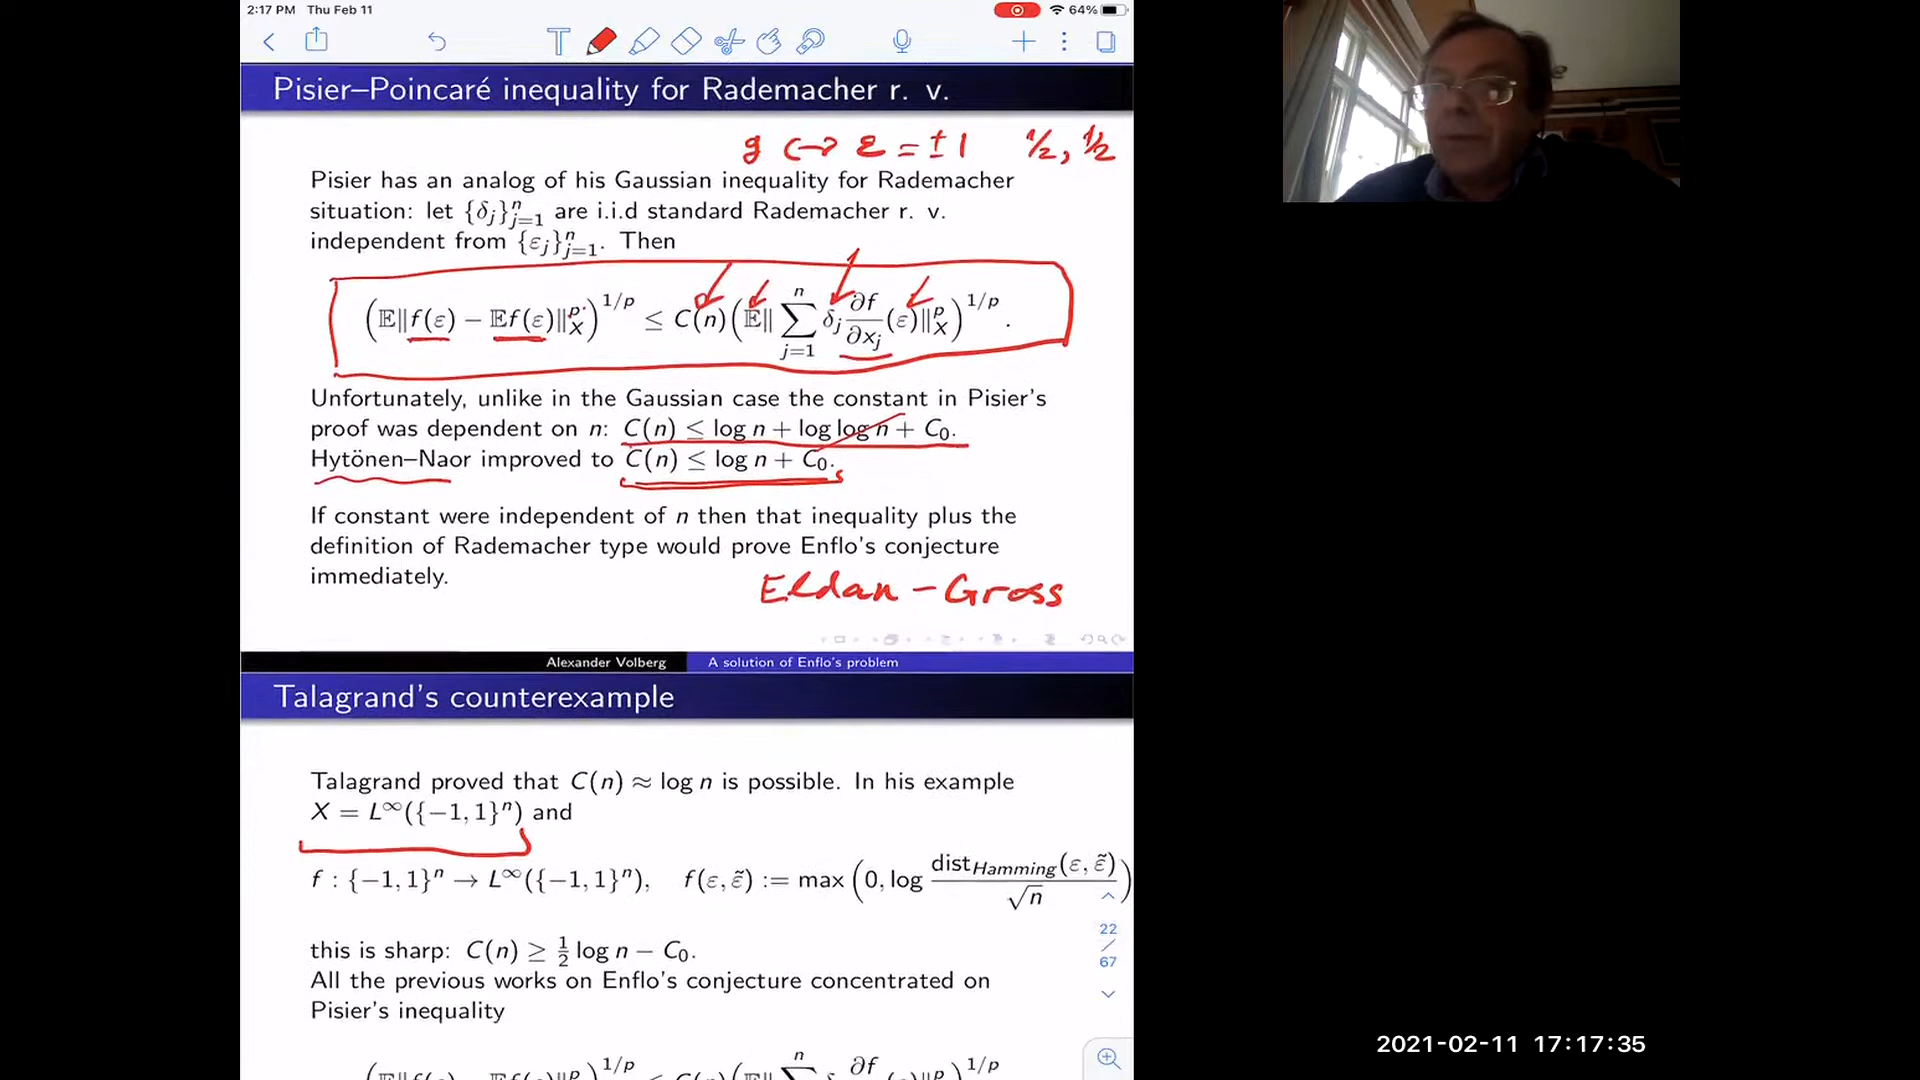 2:17 PM Thu Feb 11
64%
Pisier–Poincaré inequality for Rademacher r. v.
g ↔ ε = ±1 1/2, 1/2
Pisier has an analog of his Gaussian inequality for Rademacher
situation: let {δ_j}_{j=1}^n are i.i.d standard Rademacher r. v.
independent from {ε_j}_{j=1}^n. Then
(𝔼‖f(ε) − 𝔼f(ε)‖_X^p)^{1/p} ≤ C(n)(𝔼‖ ∑_{j=1}^n δ_j ∂f/∂x_j (ε)‖_X^p)^{1/p}.
Unfortunately, unlike in the Gaussian case the constant in Pisier's
proof was dependent on n: C(n) ≤ log n + log log n + C_0.
Hytönen–Naor improved to C(n) ≤ log n + C_0.
If constant were independent of n then that inequality plus the
definition of Rademacher type would prove Enflo's conjecture
immediately.
Eldan – Gross
Alexander Volberg A solution of Enflo's problem
Talagrand's counterexample
Talagrand proved that C(n) ≈ log n is possible. In his example
X = L^∞({−1, 1}^n) and
f : {−1, 1}^n → L^∞({−1, 1}^n), f(ε, ε̃) := max(0, log dist_{Hamming}(ε, ε̃)/√n)
22
/
67
this is sharp: C(n) ≥ ½ log n − C_0.
All the previous works on Enflo's conjecture concentrated on
Pisier's inequality
2021-02-11 17:17:35